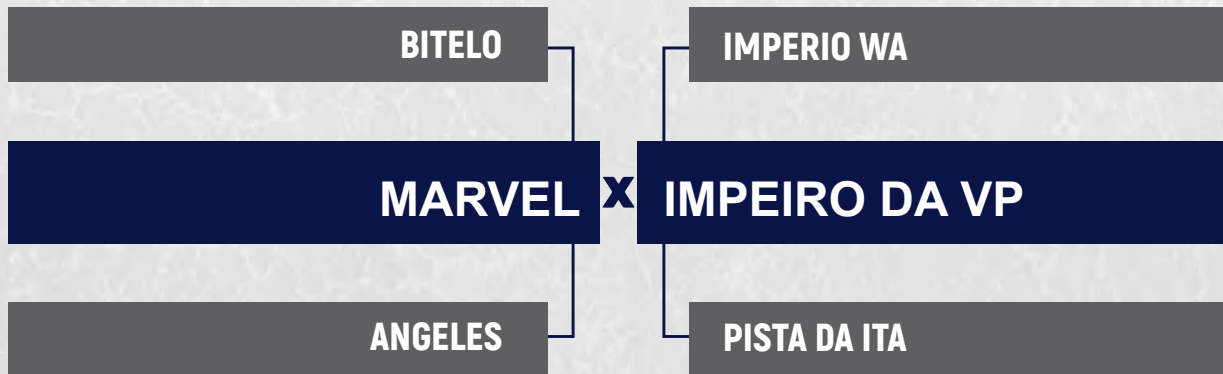 BITELO
IMPERIO WA
MARVEL X IMPEIRO DA VP
ANGELES
PISTA DA ITA